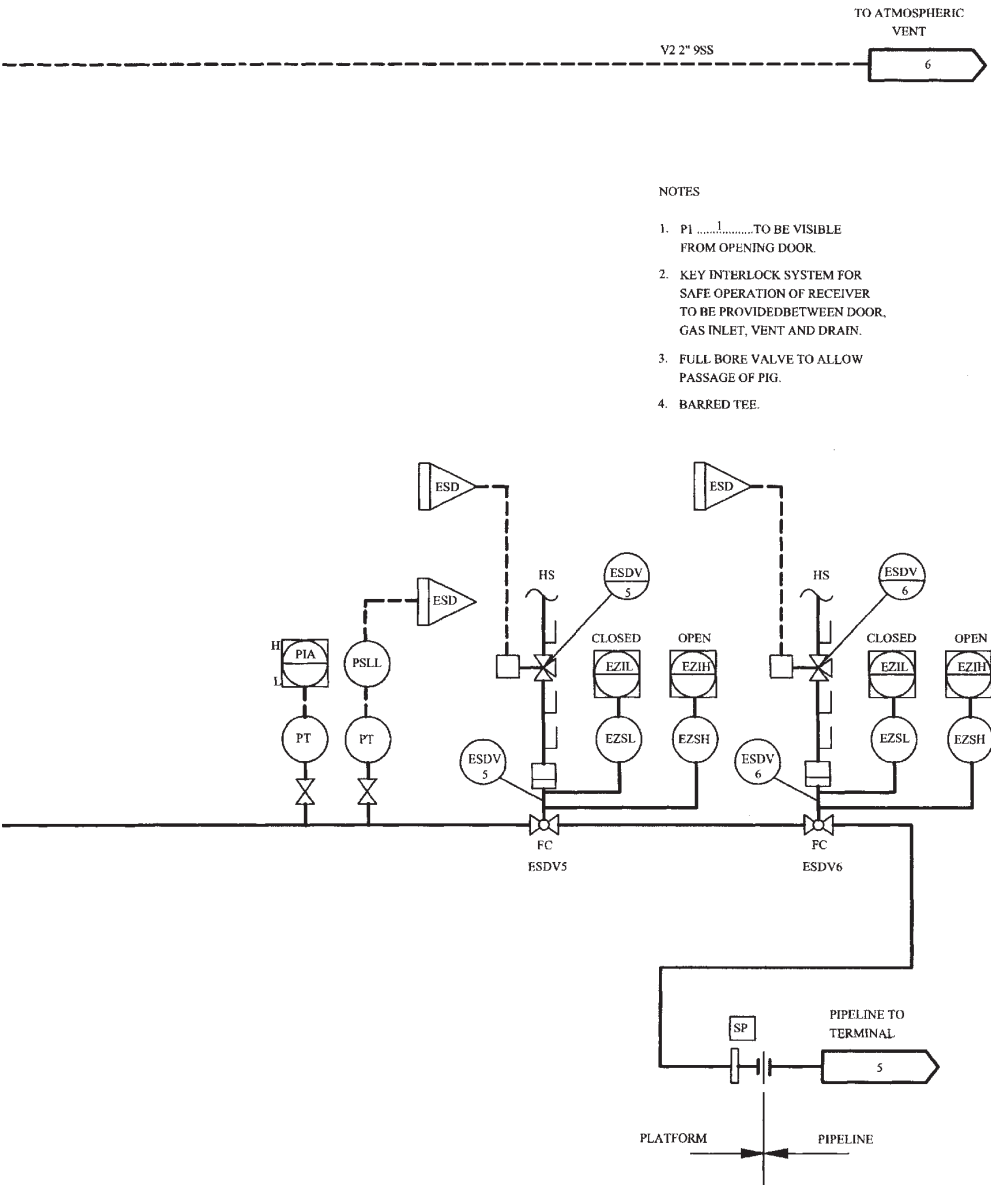 TO ATMOSPHERIC
VENT
V2 2" 9SS
6
NOTES
1. P1 .......1..........TO BE VISIBLE
FROM OPENING DOOR.
2. KEY INTERLOCK SYSTEM FOR
SAFE OPERATION OF RECEIVER
TO BE PROVIDEDBETWEEN DOOR,
GAS INLET, VENT AND DRAIN.
3. FULL BORE VALVE TO ALLOW
PASSAGE OF PIG.
4. BARRED TEE.
ESD
ESD
HS
ESDV
5
HS
ESDV
6
ESD
CLOSED
OPEN
CLOSED
OPEN
H
L
PIA
PSLL
EZIL
EZIH
EZIL
EZIH
PT
PT
EZSL
EZSH
EZSL
EZSH
ESDV
5
ESDV
6
FC
ESDV5
FC
ESDV6
SP
PIPELINE TO
TERMINAL
5
PLATFORM
PIPELINE